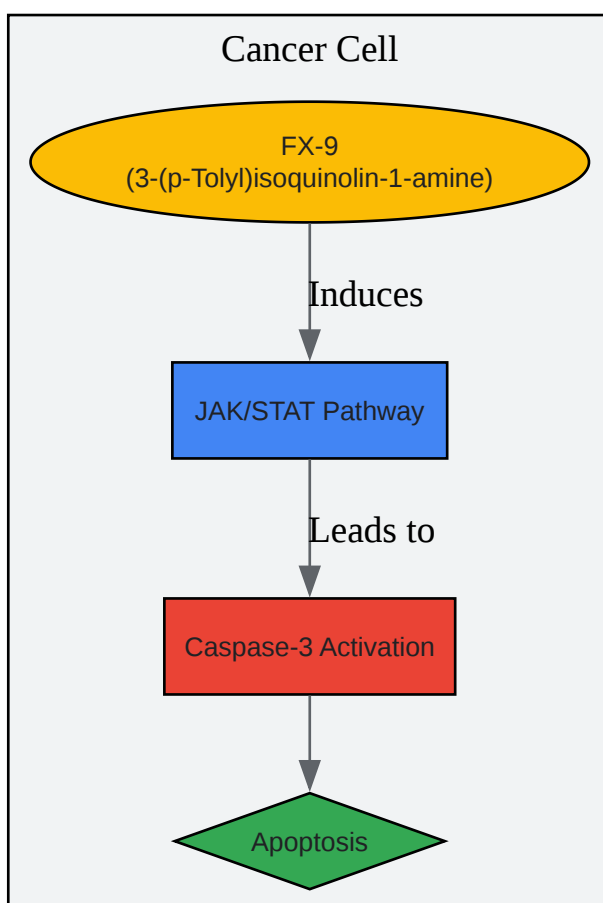 Cancer Cell
FX-9
(3-(p-Tolyl)isoquinolin-1-amine)
Induces
JAK/STAT Pathway
Leads to
Caspase-3 Activation
Apoptosis